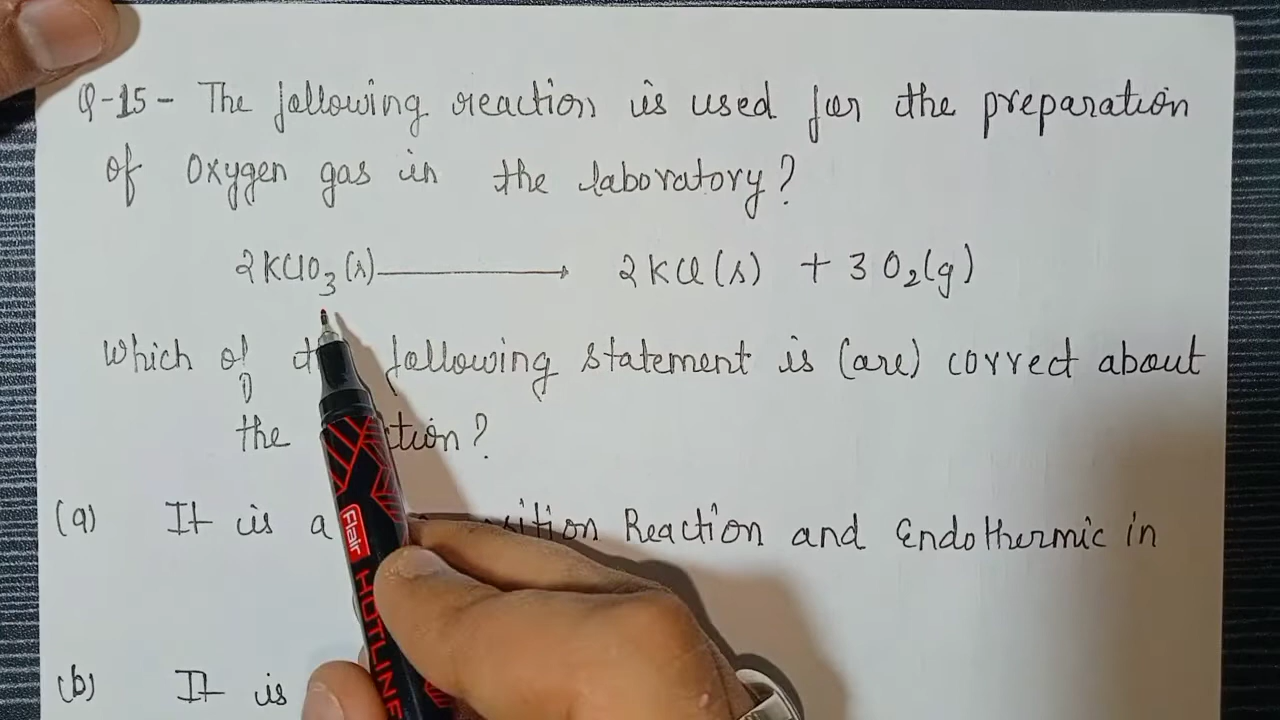 Q-15- The following reaction is used for the preparation
of Oxygen gas in the laboratory?
2KClO3(s) → 2KCl(s) + 3O2(g)
Which of following statement is (are) correct about
the ction?
(a) It is a sition Reaction and Endothermic in
(b) It is
Flair HOTLINE